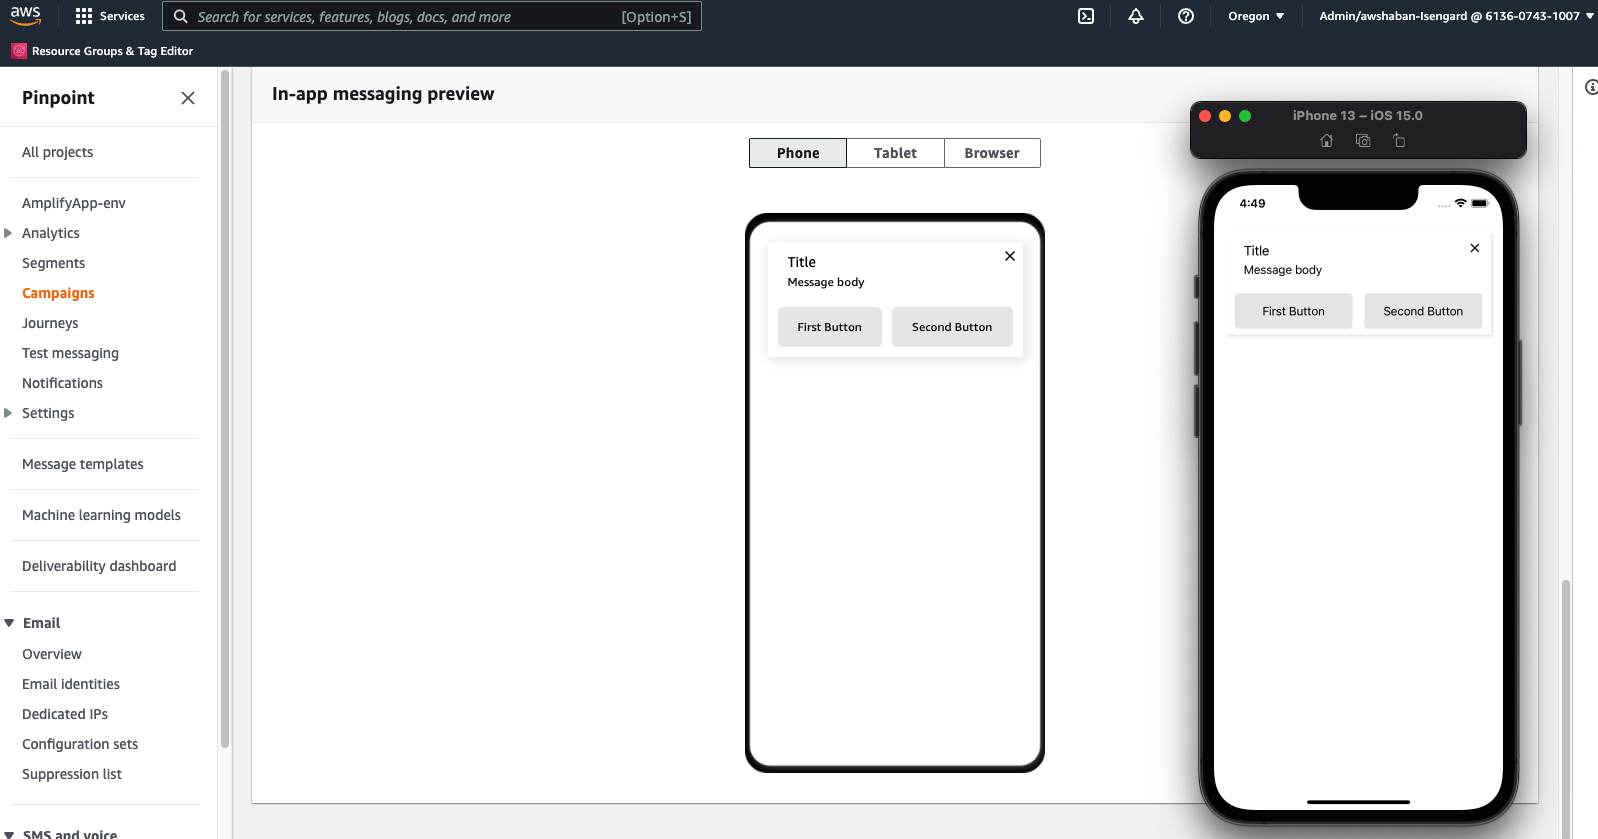 aws
Services
Search for services, features, blogs, docs, and more
[Option+S]
Oregon
Admin/awshaban-Isengard @ 6136-0743-1007
Resource Groups & Tag Editor
Pinpoint
All projects
AmplifyApp-env
Analytics
Segments
Campaigns
Journeys
Test messaging
Notifications
Settings
Message templates
Machine learning models
Deliverability dashboard
Email
Overview
Email identities
Dedicated IPs
Configuration sets
Suppression list
SMS and voice
In-app messaging preview
Phone
Tablet
Browser
Title
Message body
First Button
Second Button
iPhone 13 – iOS 15.0
4:49
Title
Message body
First Button
Second Button